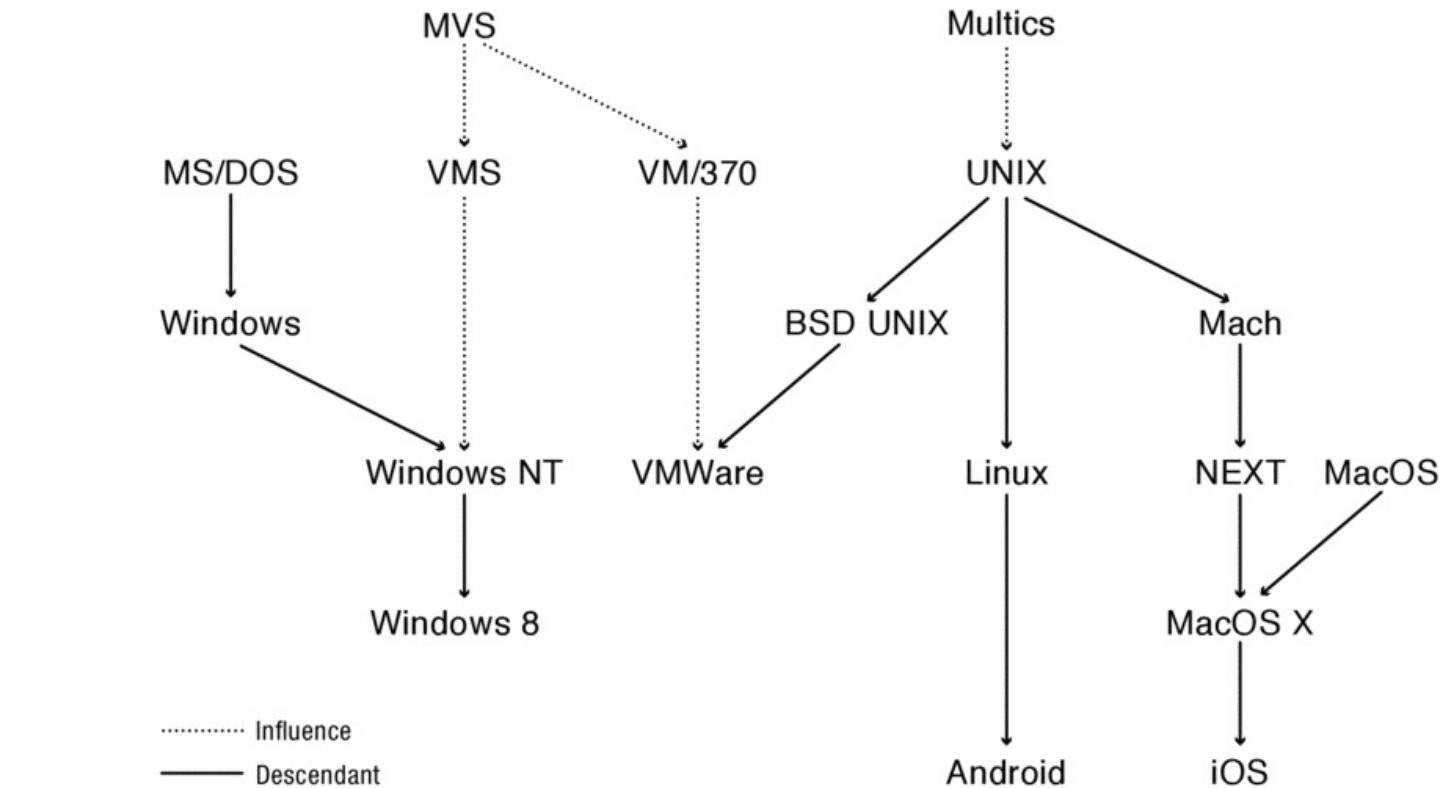 MVS
Multics
MS/DOS
VMS
VM/370
UNIX
Windows
BSD UNIX
Mach
Windows NT
VMWare
Linux
NEXT
MacOS
Windows 8
MacOS X
Influence
Descendant
Android
iOS